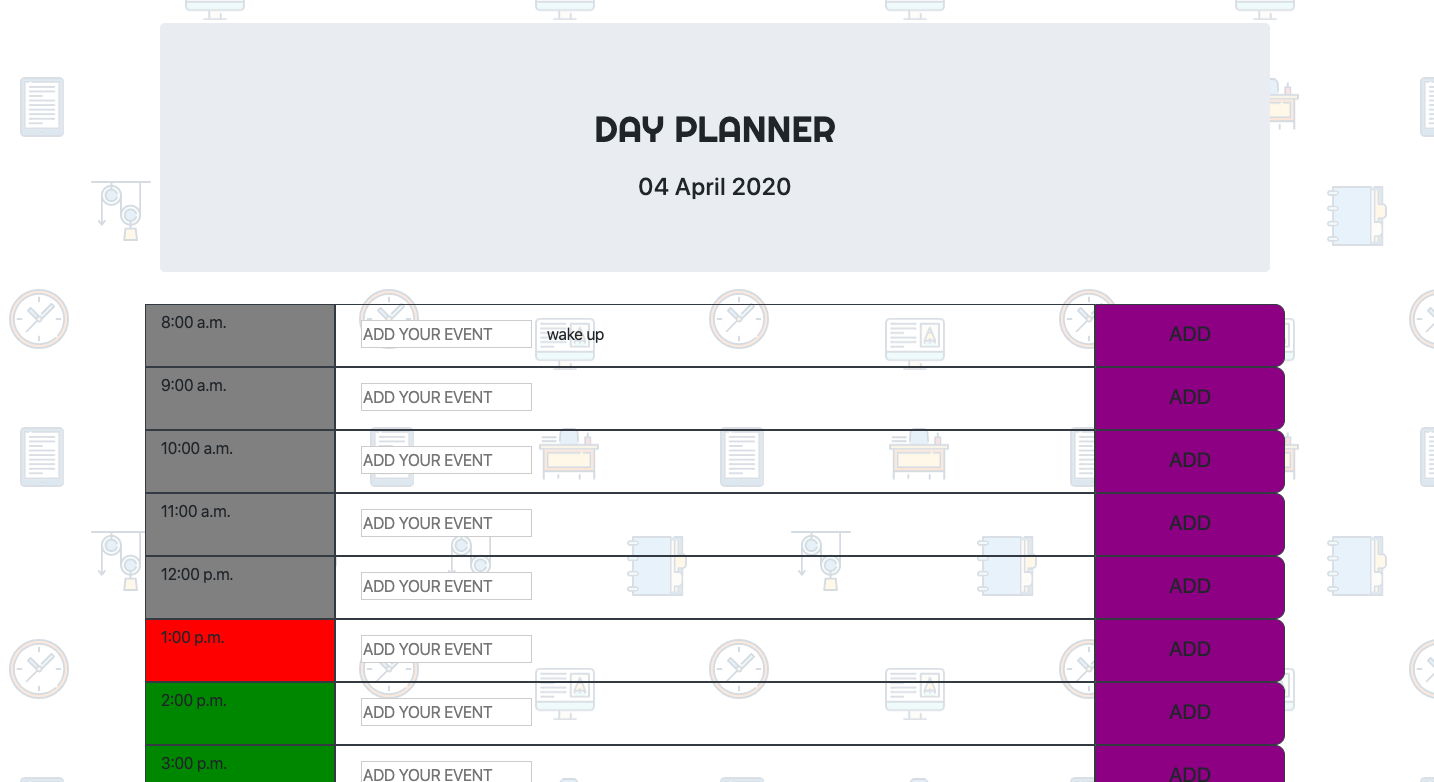 DAY PLANNER
04 April 2020
8:00 a.m. ADD YOUR EVENT wake up ADD
9:00 a.m. ADD YOUR EVENT ADD
10:00 a.m. ADD YOUR EVENT ADD
11:00 a.m. ADD YOUR EVENT ADD
12:00 p.m. ADD YOUR EVENT ADD
1:00 p.m. ADD YOUR EVENT ADD
2:00 p.m. ADD YOUR EVENT ADD
3:00 p.m. ADD YOUR EVENT ADD